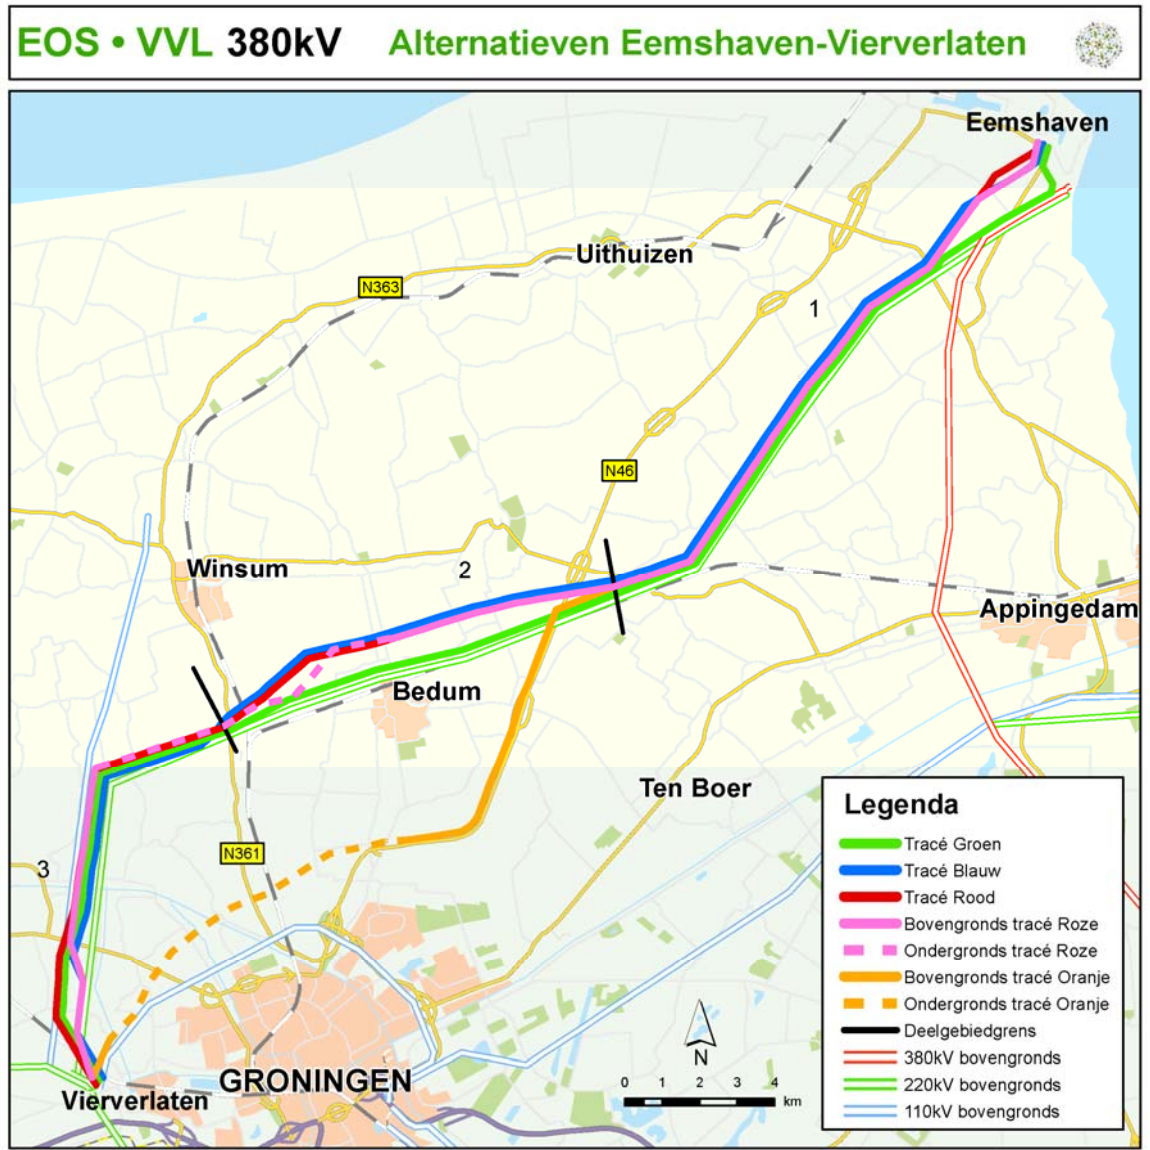 EOS • VVL 380kV Alternatieven Eemshaven-Vierverlaten
Eemshaven
Uithuizen
N363
1
N46
Winsum
2
Appingedam
Bedum
Ten Boer
N361
3
GRONINGEN
Vierverlaten
N
0 1 2 3 4
km
Legenda
Tracé Groen
Tracé Blauw
Tracé Rood
Bovengronds tracé Roze
Ondergronds tracé Roze
Bovengronds tracé Oranje
Ondergronds tracé Oranje
Deelgebiedgrens
380kV bovengronds
220kV bovengronds
110kV bovengronds